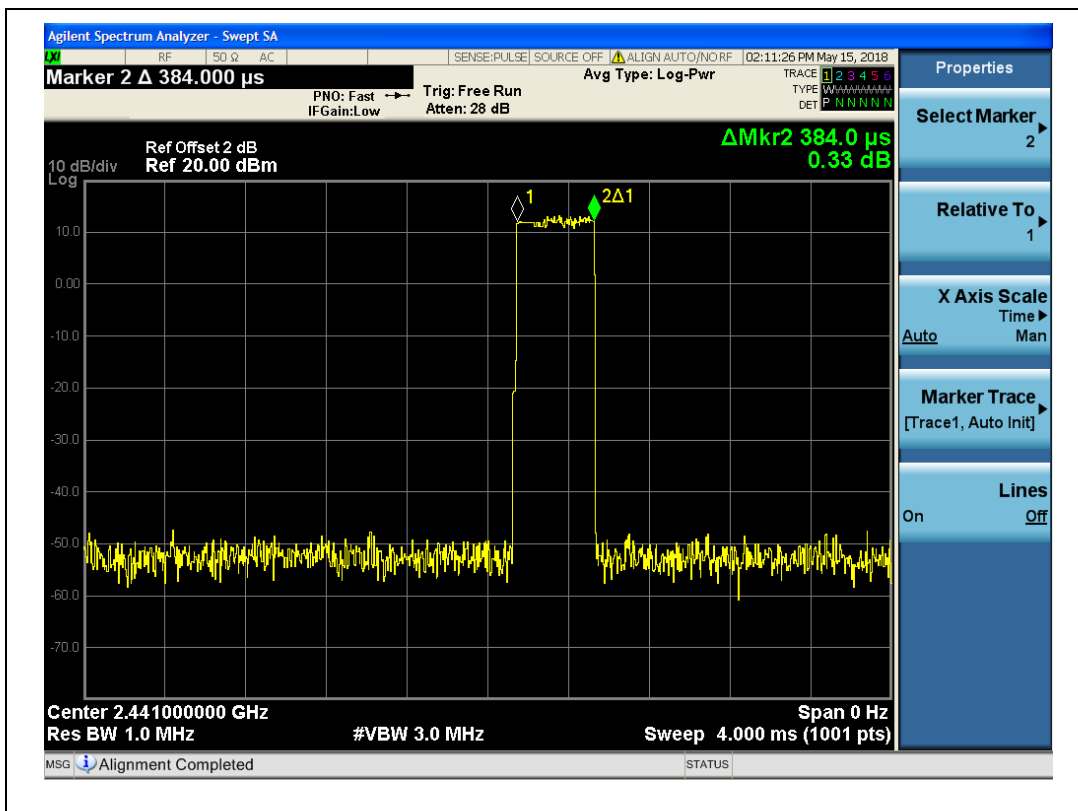 Agilent Spectrum Analyzer - Swept SA
LXI RF 50 Ω AC SENSE:PULSE SOURCE OFF ALIGN AUTO/NO RF 02:11:26 PM May 15, 2018
Marker 2 Δ 384.000 µs
PNO: Fast
IFGain:Low
Trig: Free Run
Atten: 28 dB
Avg Type: Log-Pwr
TRACE 1 2 3 4 5 6
TYPE W
DET P N N N N N
ΔMkr2 384.0 µs
0.33 dB
Ref Offset 2 dB
10 dB/div Ref 20.00 dBm
Log
1
2Δ1
10.0
0.00
-10.0
-20.0
-30.0
-40.0
-50.0
-60.0
-70.0
Center 2.441000000 GHz
Span 0 Hz
Res BW 1.0 MHz
#VBW 3.0 MHz
Sweep 4.000 ms (1001 pts)
MSG Alignment Completed
STATUS
Properties
Select Marker
2
Relative To
1
X Axis Scale
Time
Auto Man
Marker Trace
[Trace1, Auto Init]
Lines
On Off